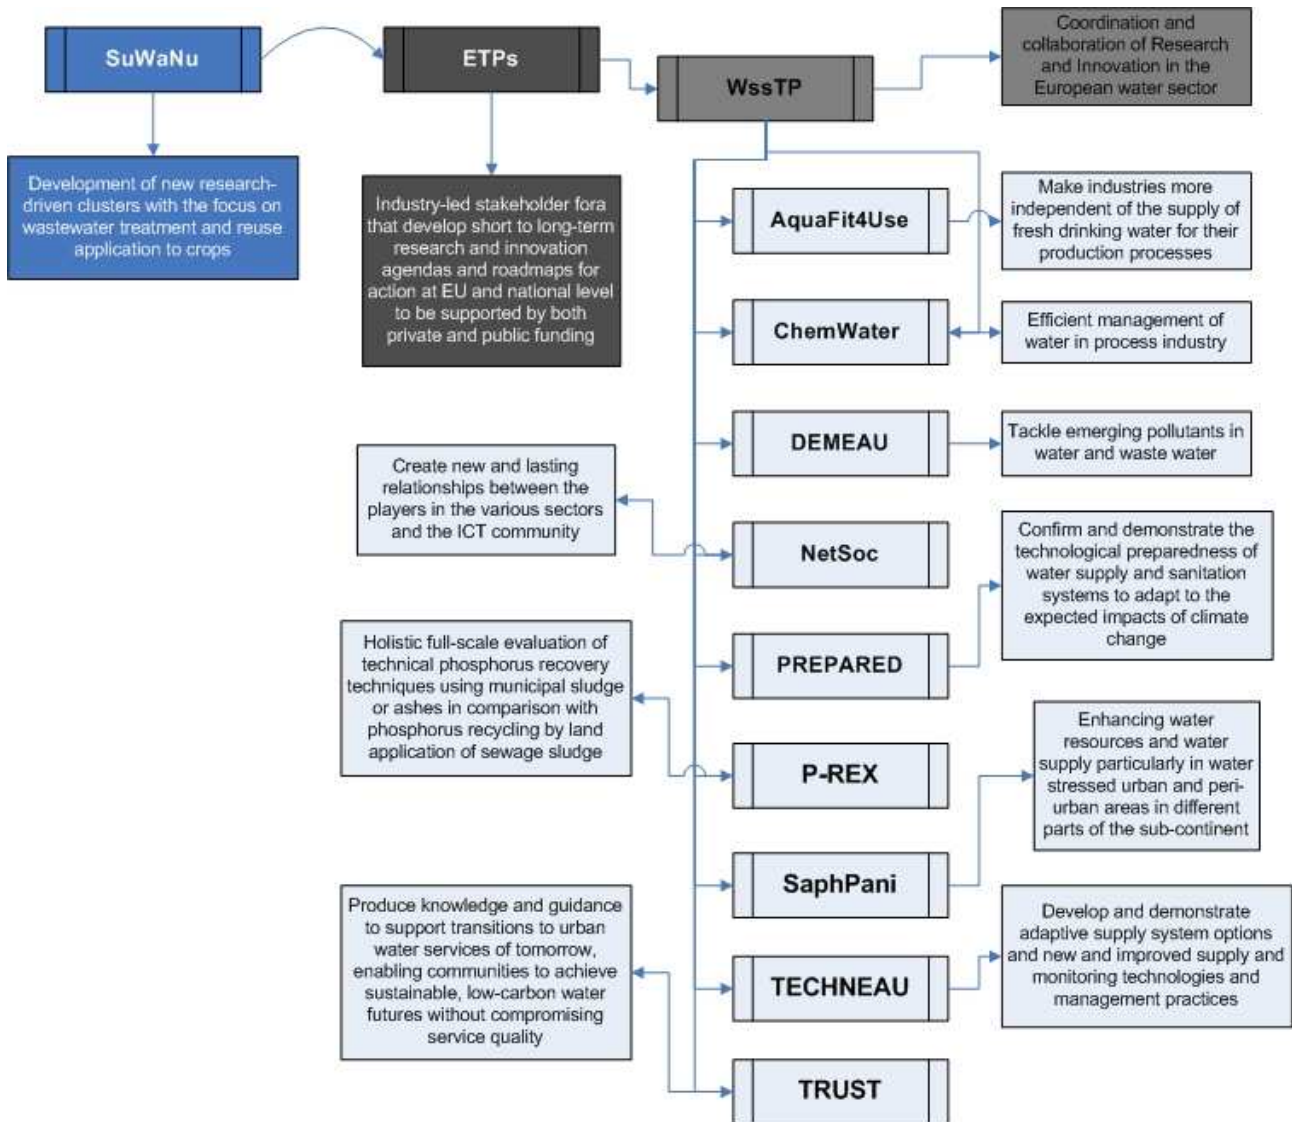 SuWaNu
ETPs
WssTP
Coordination and
collaboration of Research
and Innovation in the
European water sector
Development of new research-
driven clusters with the focus on
wastewater treatment and reuse
application to crops
Industry-led stakeholder fora
that develop short to long-term
research and innovation
agendas and roadmaps for
action at EU and national level
to be supported by both
private and public funding
AquaFit4Use
Make industries more
independent of the supply of
fresh drinking water for their
production processes
ChemWater
Efficient management of
water in process industry
DEMEAU
Tackle emerging pollutants in
water and waste water
Create new and lasting
relationships between the
players in the various sectors
and the ICT community
NetSoc
Confirm and demonstrate the
technological preparedness of
water supply and sanitation
systems to adapt to the
expected impacts of climate
change
PREPARED
Holistic full-scale evaluation of
technical phosphorus recovery
techniques using municipal sludge
or ashes in comparison with
phosphorus recycling by land
application of sewage sludge
P-REX
Enhancing water
resources and water
supply particularly in water
stressed urban and peri-
urban areas in different
parts of the sub-continent
SaphPani
Produce knowledge and guidance
to support transitions to urban
water services of tomorrow,
enabling communities to achieve
sustainable, low-carbon water
futures without compromising
service quality
TECHNEAU
Develop and demonstrate
adaptive supply system options
and new and improved supply and
monitoring technologies and
management practices
TRUST